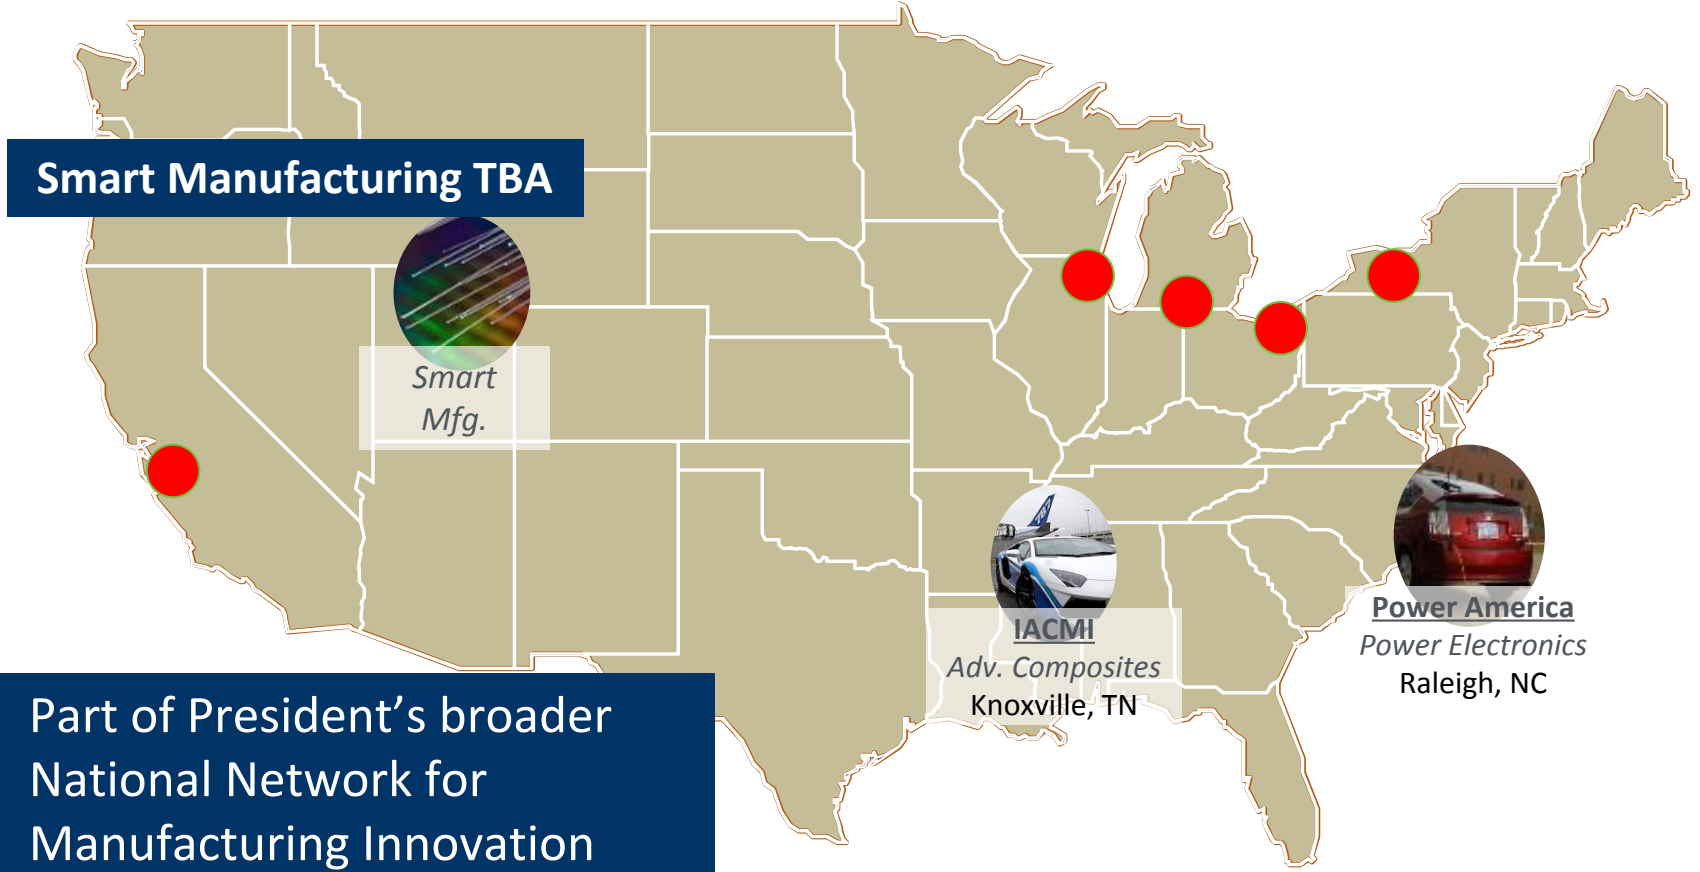 Smart Manufacturing TBA
Smart
Mfg.
IACMI
Adv. Composites
Knoxville, TN
Power America
Power Electronics
Raleigh, NC
Part of President’s broader
National Network for
Manufacturing Innovation